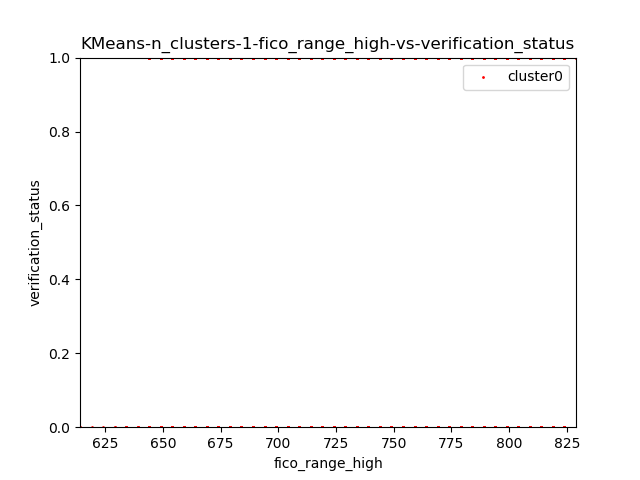 KMeans-n_clusters-1-fico_range_high-vs-verification_status
cluster0
verification_status
1.0
0.8
0.6
0.4
0.2
0.0
625 650 675 700 725 750 775 800 825
fico_range_high